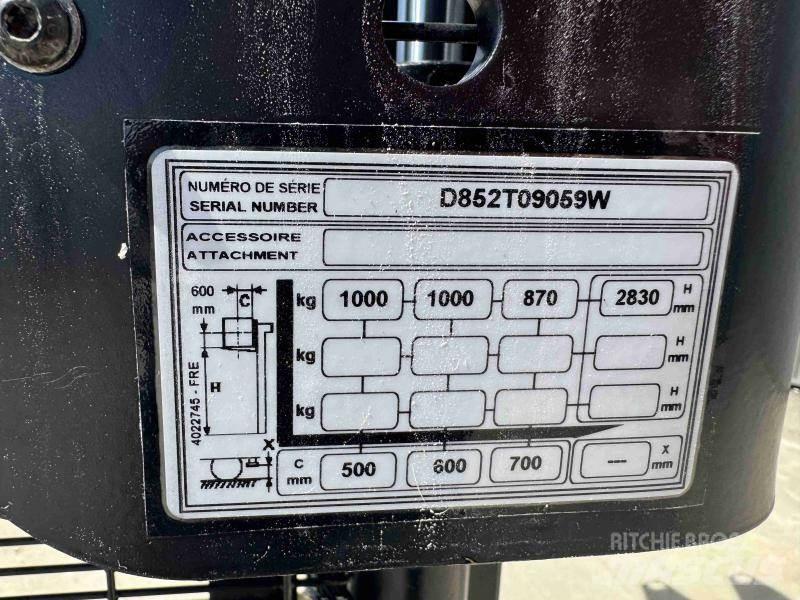 NUMÉRO DE SÉRIE
SERIAL NUMBER
D852T09059W
ACCESSOIRE
ATTACHMENT
600
mm
C
kg 1000 1000 870 2830 H
mm
kg H
mm
kg H
mm
H
X
4022745 - FRE
C
mm 500 600 700 --- X
mm
RITCHIE BROS